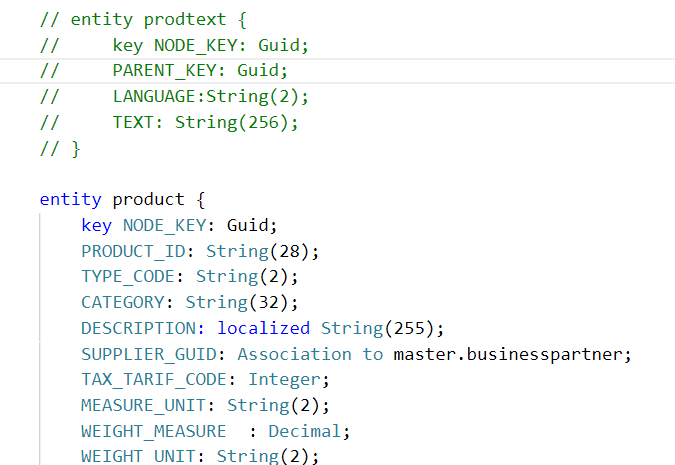 // entity prodtext {
//     key NODE_KEY: Guid;
//     PARENT_KEY: Guid;
//     LANGUAGE:String(2);
//     TEXT: String(256);
// }
entity product {
    key NODE_KEY: Guid;
    PRODUCT_ID: String(28);
    TYPE_CODE: String(2);
    CATEGORY: String(32);
    DESCRIPTION: localized String(255);
    SUPPLIER_GUID: Association to master.businesspartner;
    TAX_TARIF_CODE: Integer;
    MEASURE_UNIT: String(2);
    WEIGHT_MEASURE  : Decimal;
    WEIGHT_UNIT: String(2);